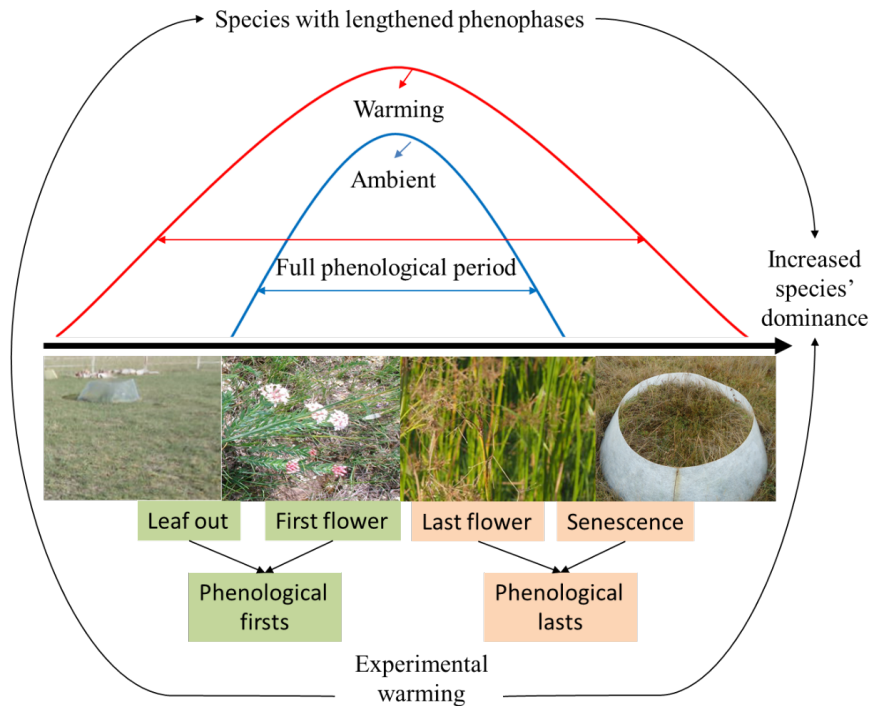 Species with lengthened phenophases
Warming
Ambient
Full phenological period
Increased
species’
dominance
Leaf out
First flower
Last flower
Senescence
Phenological
firsts
Phenological
lasts
Experimental
warming